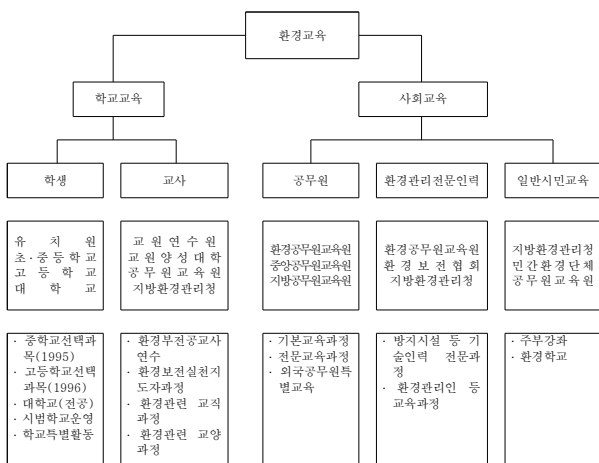 환경교육
학교교육
사회교육
학생
교사
공무원
환경관리전문인력
일반시민교육
유 치 원
초·중등학교
고 등 학 교
대 학 교
교 원 연 수 원
교 원 양 성 대 학
공 무 원 교 육 원
지방환경관리청
환경공무원교육원
중앙공무원교육원
지방공무원교육원
환경공무원교육원
환 경 보 전 협 회
지방환경관리청
지방환경관리청
민간환경단체
공무원교육원
· 중학교선택과
목(1995)
· 고등학교선택
과목(1996)
· 대학교(전공)
· 시범학교운영
· 학교특별활동
· 환경부전공교사
연수
· 환경보전실천지
도자과정
· 환경관련 교직
과정
· 환경관련 교양
과정
· 기본교육과정
· 전문교육과정
· 외국공무원특
별교육
· 방지시설 등 기
술인력 전문과
정
· 환경관리인 등
교육과정
· 주부강좌
· 환경학교